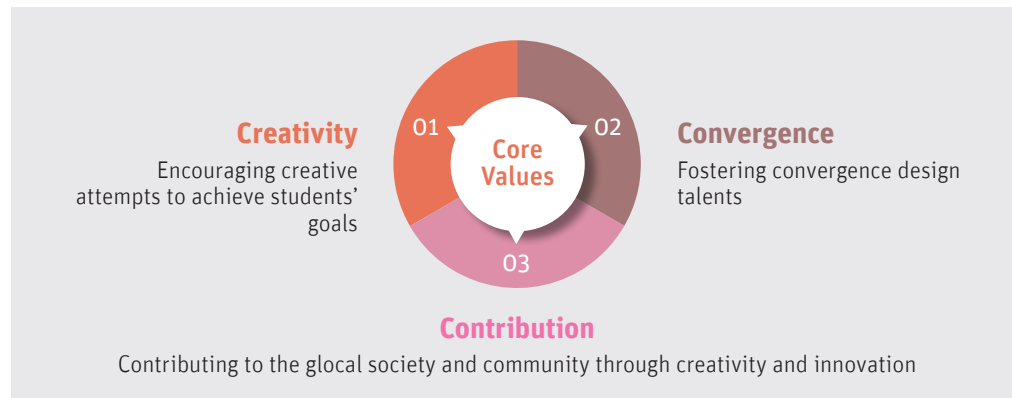 01
Creativity
Encouraging creative
attempts to achieve students’
goals
Core
Values
02
Convergence
Fostering convergence design
talents
03
Contribution
Contributing to the glocal society and community through creativity and innovation